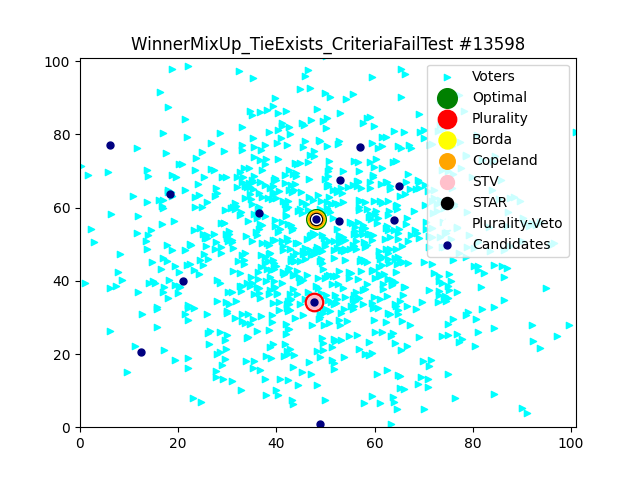 WinnerMixUp_TieExists_CriteriaFailTest #13598
100
80
60
40
20
0
0
20
40
60
80
100
Voters
Optimal
Plurality
Borda
Copeland
STV
STAR
Plurality-Veto
Candidates